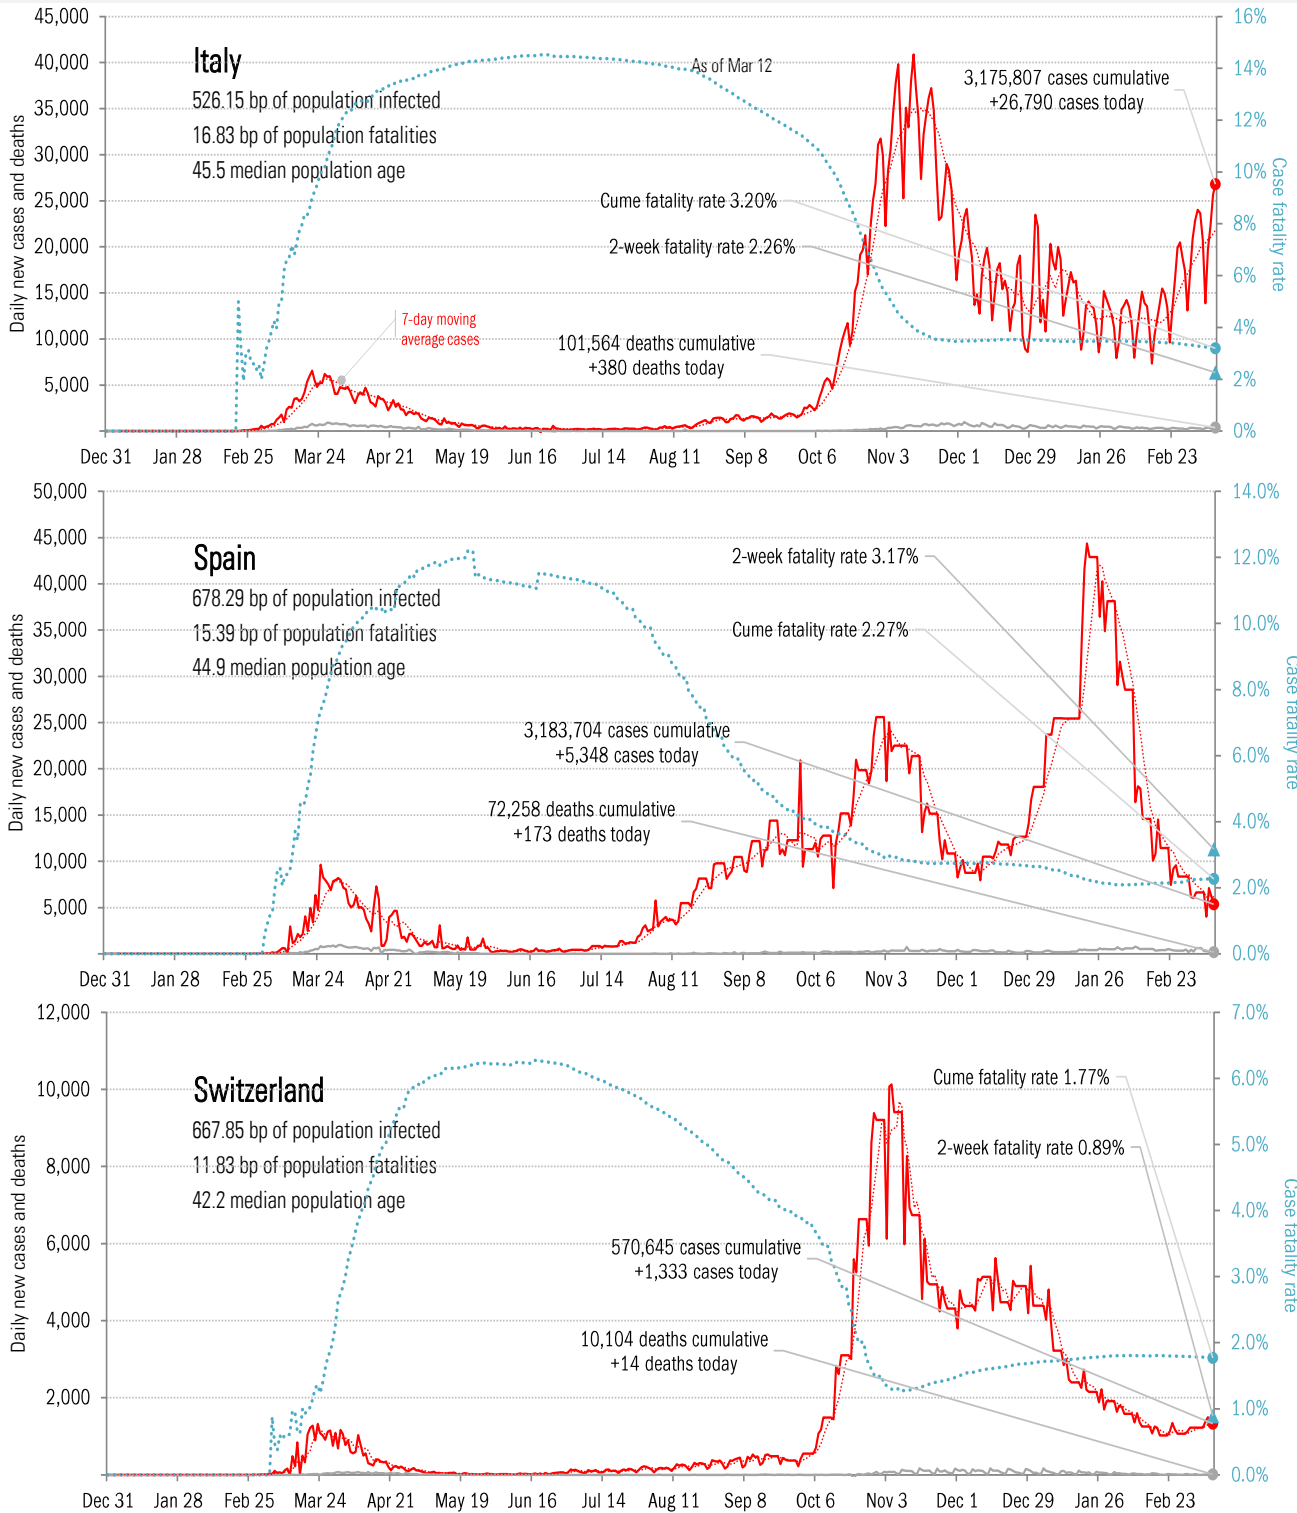 45,000
40,000
35,000
30,000
25,000
20,000
15,000
10,000
5,000
Daily new cases and deaths
Italy
526.15 bp of population infected
16.83 bp of population fatalities
45.5 median population age
As of Mar 12
3,175,807 cases cumulative
+26,790 cases today
Cume fatality rate 3.20%
2-week fatality rate 2.26%
7-day moving
average cases
101,564 deaths cumulative
+380 deaths today
16%
14%
12%
10%
8%
6%
4%
2%
0%
Case fatality rate
Dec 31 Jan 28 Feb 25 Mar 24 Apr 21 May 19 Jun 16 Jul 14 Aug 11 Sep 8 Oct 6 Nov 3 Dec 1 Dec 29 Jan 26 Feb 23
50,000
45,000
40,000
35,000
30,000
25,000
20,000
15,000
10,000
5,000
Daily new cases and deaths
Spain
678.29 bp of population infected
15.39 bp of population fatalities
44.9 median population age
2-week fatality rate 3.17%
Cume fatality rate 2.27%
3,183,704 cases cumulative
+5,348 cases today
72,258 deaths cumulative
+173 deaths today
14.0%
12.0%
10.0%
8.0%
6.0%
4.0%
2.0%
0.0%
Case fatality rate
Dec 31 Jan 28 Feb 25 Mar 24 Apr 21 May 19 Jun 16 Jul 14 Aug 11 Sep 8 Oct 6 Nov 3 Dec 1 Dec 29 Jan 26 Feb 23
12,000
10,000
8,000
6,000
4,000
2,000
Daily new cases and deaths
Switzerland
667.85 bp of population infected
11.83 bp of population fatalities
42.2 median population age
Cume fatality rate 1.77%
2-week fatality rate 0.89%
570,645 cases cumulative
+1,333 cases today
10,104 deaths cumulative
+14 deaths today
7.0%
6.0%
5.0%
4.0%
3.0%
2.0%
1.0%
0.0%
Case fatality rate
Dec 31 Jan 28 Feb 25 Mar 24 Apr 21 May 19 Jun 16 Jul 14 Aug 11 Sep 8 Oct 6 Nov 3 Dec 1 Dec 29 Jan 26 Feb 23